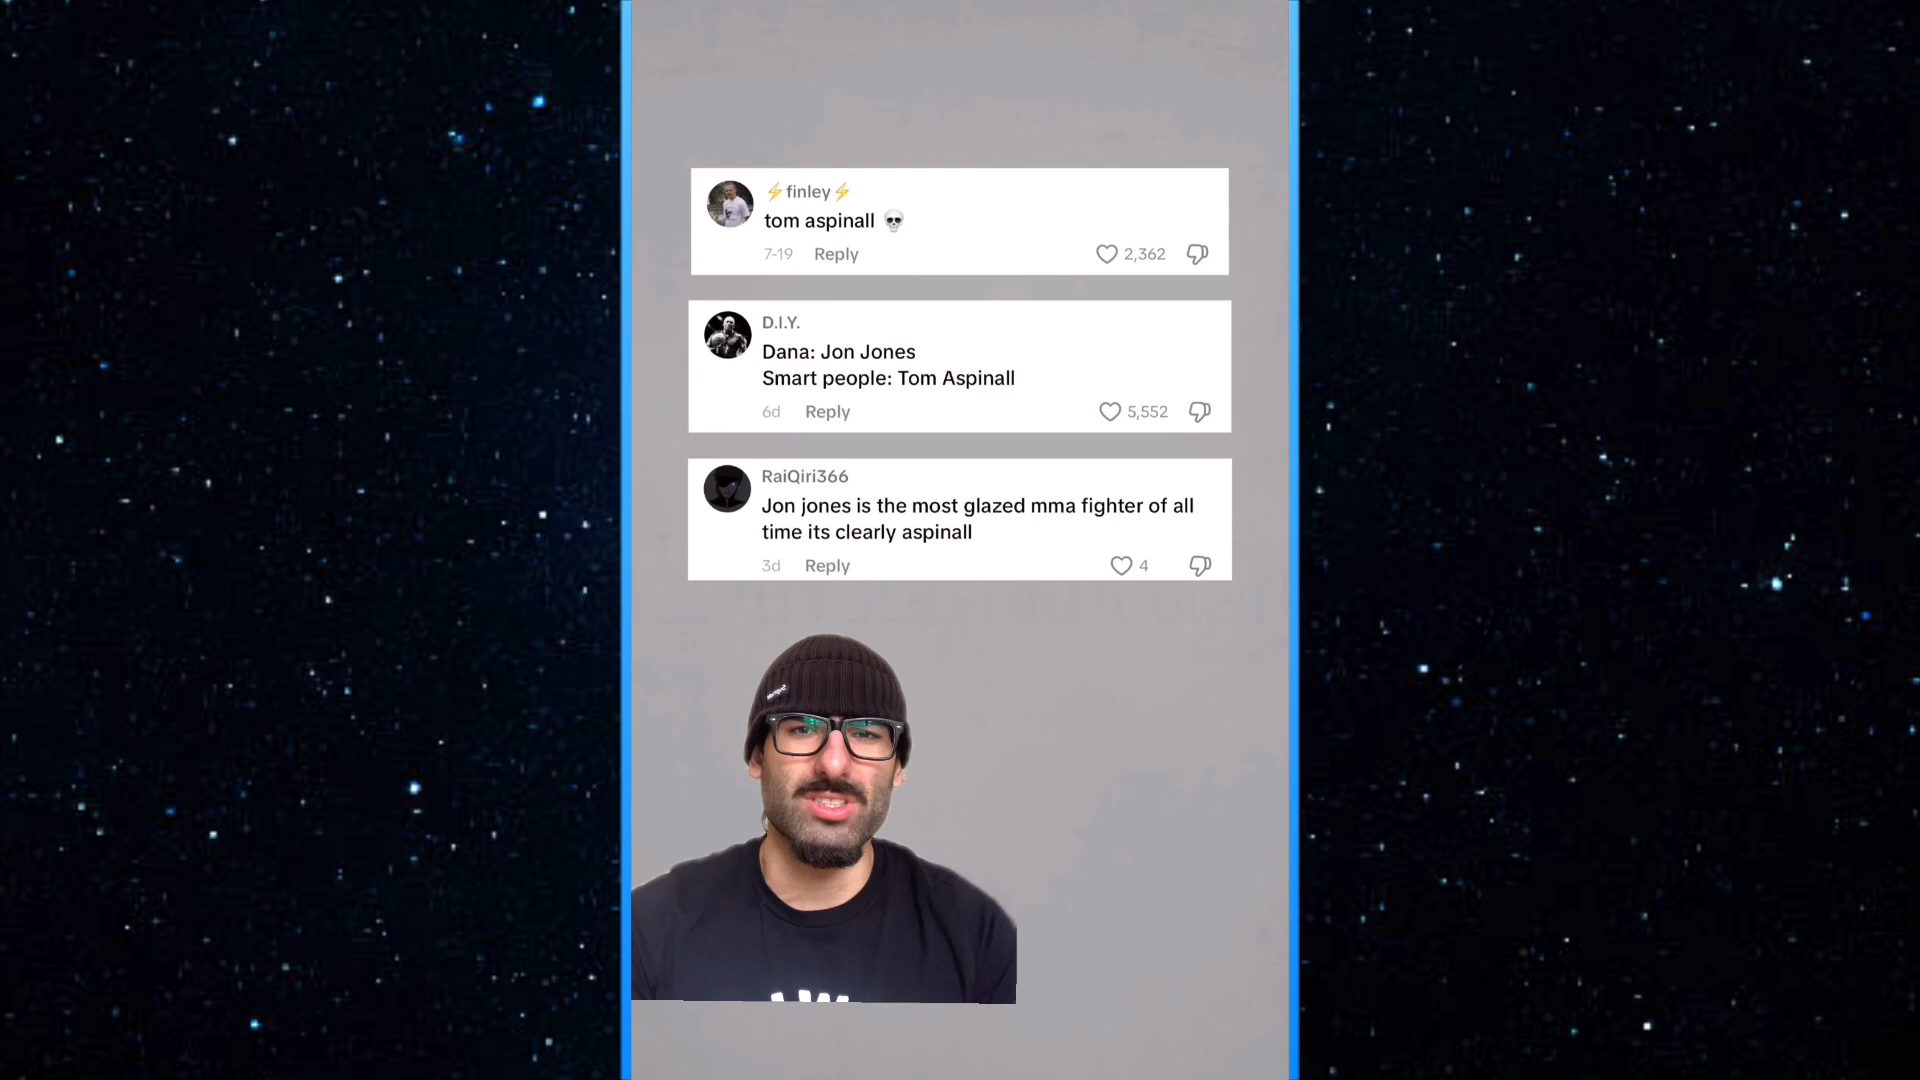 ⚡finley⚡
tom aspinall 💀
7-19 Reply 2,362
D.I.Y.
Dana: Jon Jones
Smart people: Tom Aspinall
6d Reply 5,552
RaiQiri366
Jon jones is the most glazed mma fighter of all
time its clearly aspinall
3d Reply 4